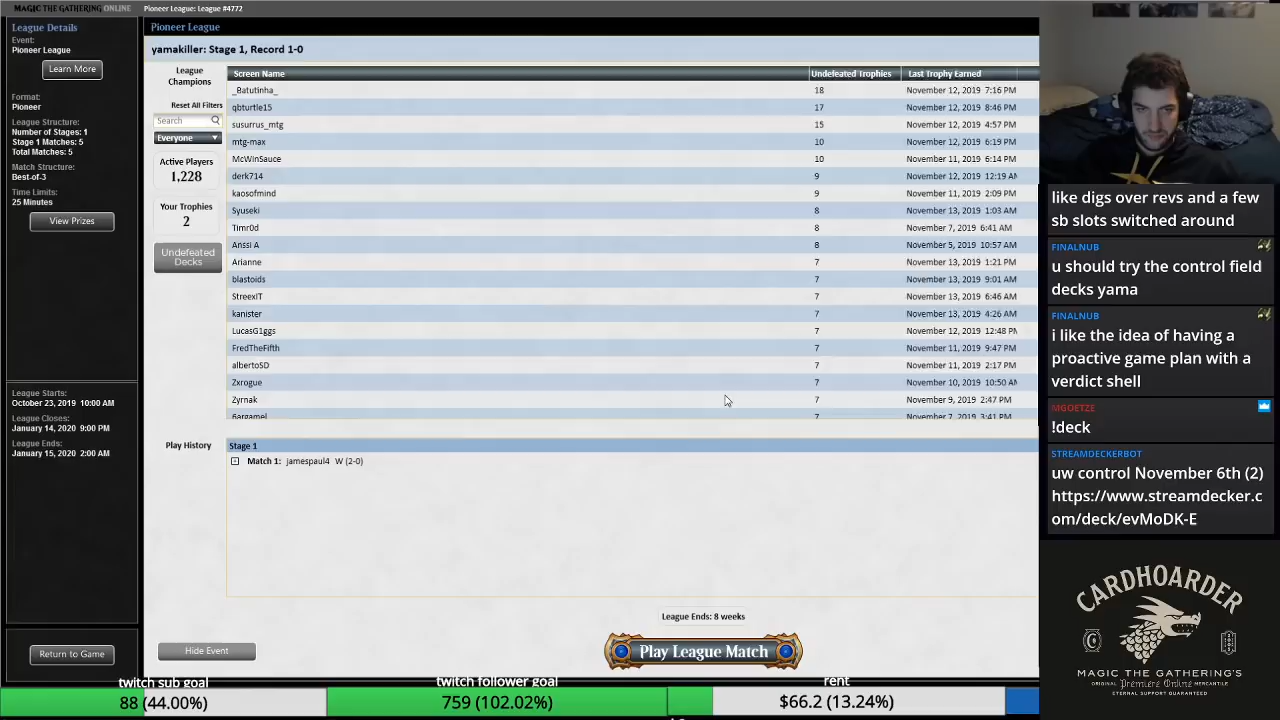 MAGIC THE GATHERING ONLINE
Pioneer League: League #4772
League Details
Event:
Pioneer League
Learn More
Format:
Pioneer
League Structure:
Number of Stages: 1
Stage 1 Matches: 5
Total Matches: 5
Match Structure:
Best-of-3
Time Limits:
25 Minutes
View Prizes
League Starts:
October 23, 2019 10:00 AM
League Closes:
January 14, 2020 9:00 PM
League Ends:
January 15, 2020 2:00 AM
Return to Game
Pioneer League
yamakiller: Stage 1, Record 1-0
League
Champions
Reset All Filters
Search
Everyone
Active Players
1,228
Your Trophies
2
Undefeated
Decks
Screen Name Undefeated Trophies Last Trophy Earned
_Batutinha_ 18 November 12, 2019 7:16 PM
qbturtle15 17 November 12, 2019 8:46 PM
susurrus_mtg 15 November 12, 2019 4:57 PM
mtg-max 10 November 12, 2019 6:19 PM
McWinSauce 10 November 11, 2019 6:14 PM
derk714 9 November 12, 2019 12:19 AM
kaosofmind 9 November 11, 2019 2:09 PM
Syuseki 8 November 13, 2019 1:03 AM
Timr0d 8 November 7, 2019 6:41 AM
Anssi A 8 November 5, 2019 10:57 AM
Arianne 7 November 13, 2019 1:21 PM
blastoids 7 November 13, 2019 9:01 AM
StreexIT 7 November 13, 2019 6:46 AM
kanister 7 November 13, 2019 4:26 AM
LucasG1ggs 7 November 12, 2019 12:48 PM
FredTheFifth 7 November 11, 2019 9:47 PM
albertoSD 7 November 11, 2019 2:17 PM
Zxrogue 7 November 10, 2019 10:50 AM
Zyrnak 7 November 9, 2019 2:47 PM
6argamel 7 November 7, 2019 3:41 PM
Play History
Stage 1
Match 1: jamespaul4 W (2-0)
League Ends: 8 weeks
Hide Event
Play League Match
like digs over revs and a few
sb slots switched around
FINALNUB
u should try the control field
decks yama
FINALNUB
i like the idea of having a
proactive game plan with a
verdict shell
MGOETZE
!deck
STREAMDECKERBOT
uw control November 6th (2)
https://www.streamdecker.c
om/deck/evMoDK-E
CARDHOARDER
MAGIC THE GATHERING'S
ORIGINAL Premiere Online MERCANTILE
ETERNAL SUPPORT GUARANTEED
twitch sub goal
88 (44.00%)
twitch follower goal
759 (102.02%)
rent
$66.2 (13.24%)